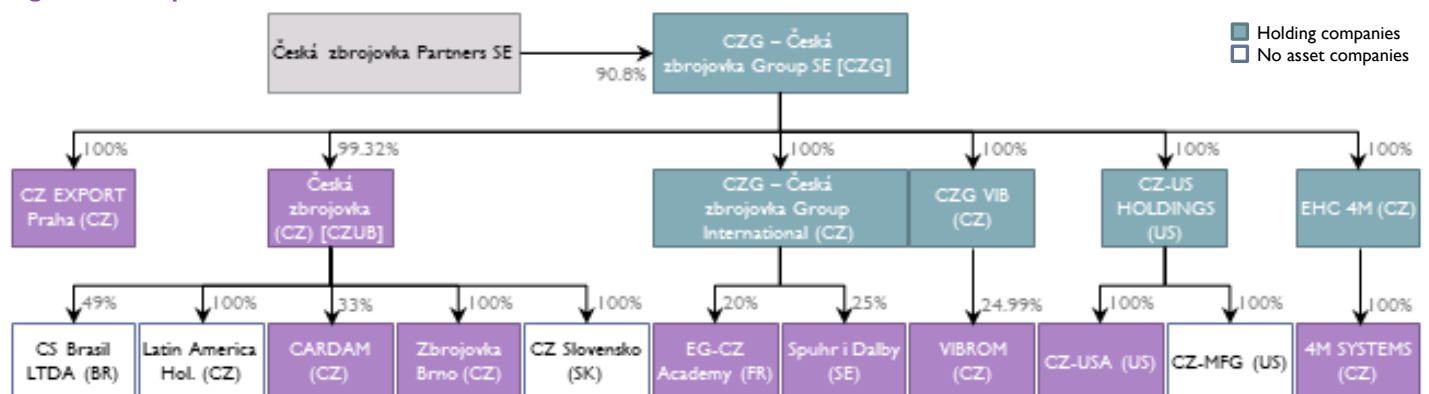 Česká zbrojovka Partners SE
90.8%
CZG – Česká
zbrojovka Group SE [CZG]
Holding companies
No asset companies
100%
99.32%
100%
100%
100%
100%
CZ EXPORT
Praha (CZ)
Česká
zbrojovka
(CZ) [CZUB]
CZG – Česká
zbrojovka Group
International (CZ)
CZG VIB
(CZ)
CZ-US
HOLDINGS
(US)
EHC 4M (CZ)
49%
100%
33%
100%
100%
20%
25%
24.99%
100%
100%
100%
CS Brasil
LTDA (BR)
Latin America
Hol. (CZ)
CARDAM
(CZ)
Zbrojovka
Brno (CZ)
CZ Slovensko
(SK)
EG-CZ
Academy (FR)
Spuhr i Dalby
(SE)
VIBROM
(CZ)
CZ-USA (US)
CZ-MFG (US)
4M SYSTEMS
(CZ)